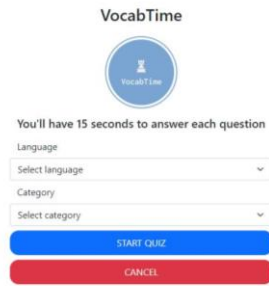 VocabTime
VocabTime
You'll have 15 seconds to answer each question
Language
Select language
Category
Select category
START QUIZ
CANCEL